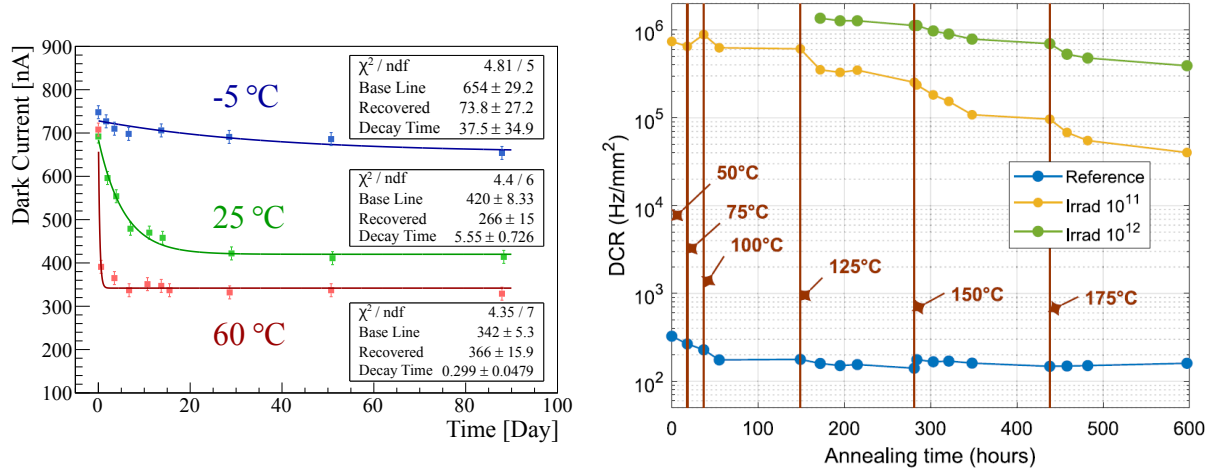 900
800
700
600
500
400
300
200
100
Dark Current [nA]
-5 °C
25 °C
60 °C
χ² / ndf 4.81 / 5
Base Line 654 ± 29.2
Recovered 73.8 ± 27.2
Decay Time 37.5 ± 34.9
χ² / ndf 4.4 / 6
Base Line 420 ± 8.33
Recovered 266 ± 15
Decay Time 5.55 ± 0.726
χ² / ndf 4.35 / 7
Base Line 342 ± 5.3
Recovered 366 ± 15.9
Decay Time 0.299 ± 0.0479
0 20 40 60 80 100
Time [Day]
10⁶
10⁵
10⁴
10³
10²
DCR (Hz/mm²)
50°C
75°C
100°C
125°C
150°C
175°C
Reference
Irrad 10¹¹
Irrad 10¹²
0 100 200 300 400 500 600
Annealing time (hours)